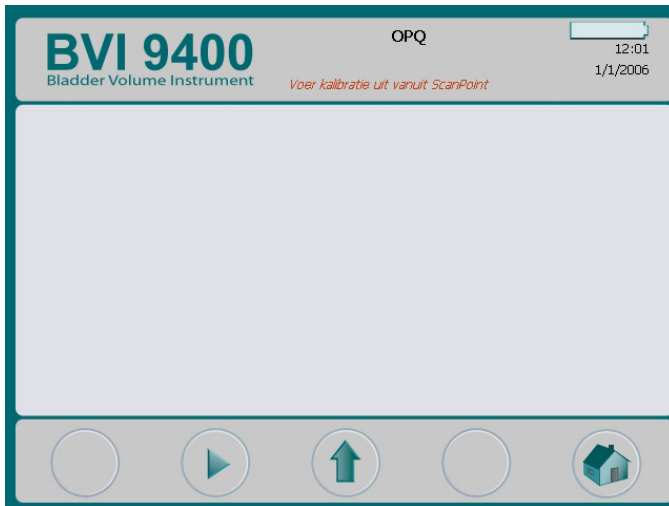 BVI 9400
Bladder Volume Instrument
OPQ
Voer kalibratie uit vanuit ScanPoint
12:01
1/1/2006